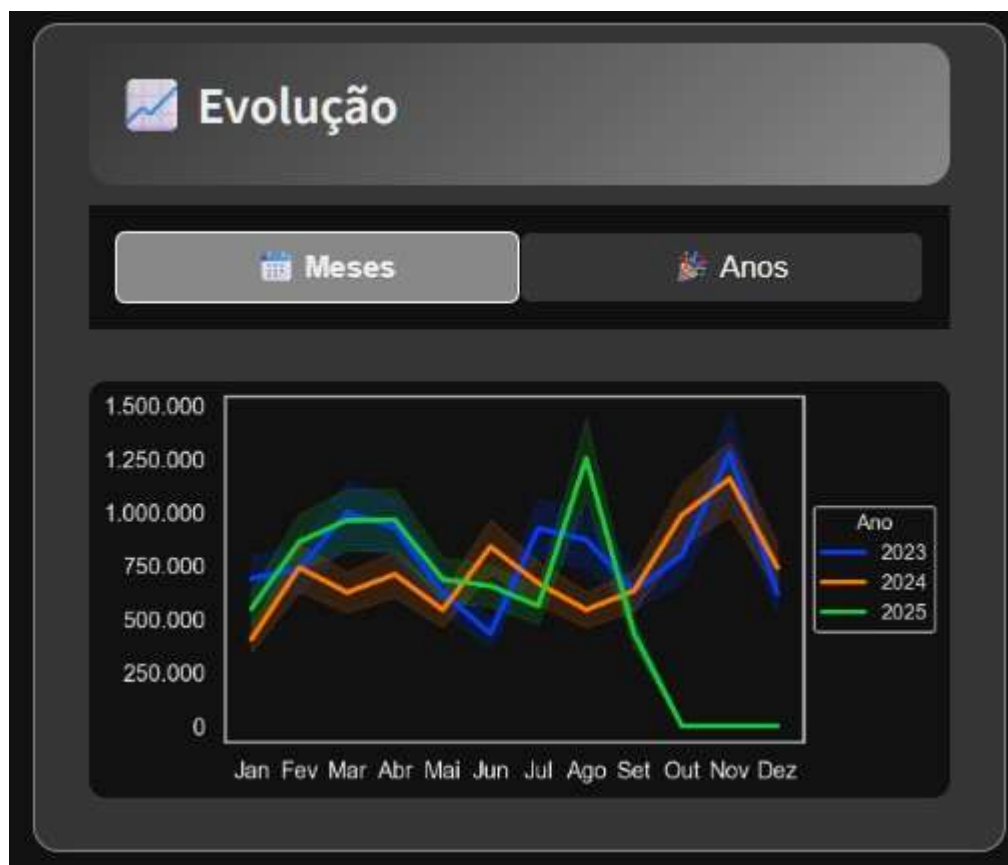 Evolução
Meses
Anos
1.500.000
1.250.000
1.000.000
750.000
500.000
250.000
0
Jan Fev Mar Abr Mai Jun Jul Ago Set Out Nov Dez
Ano
2023
2024
2025